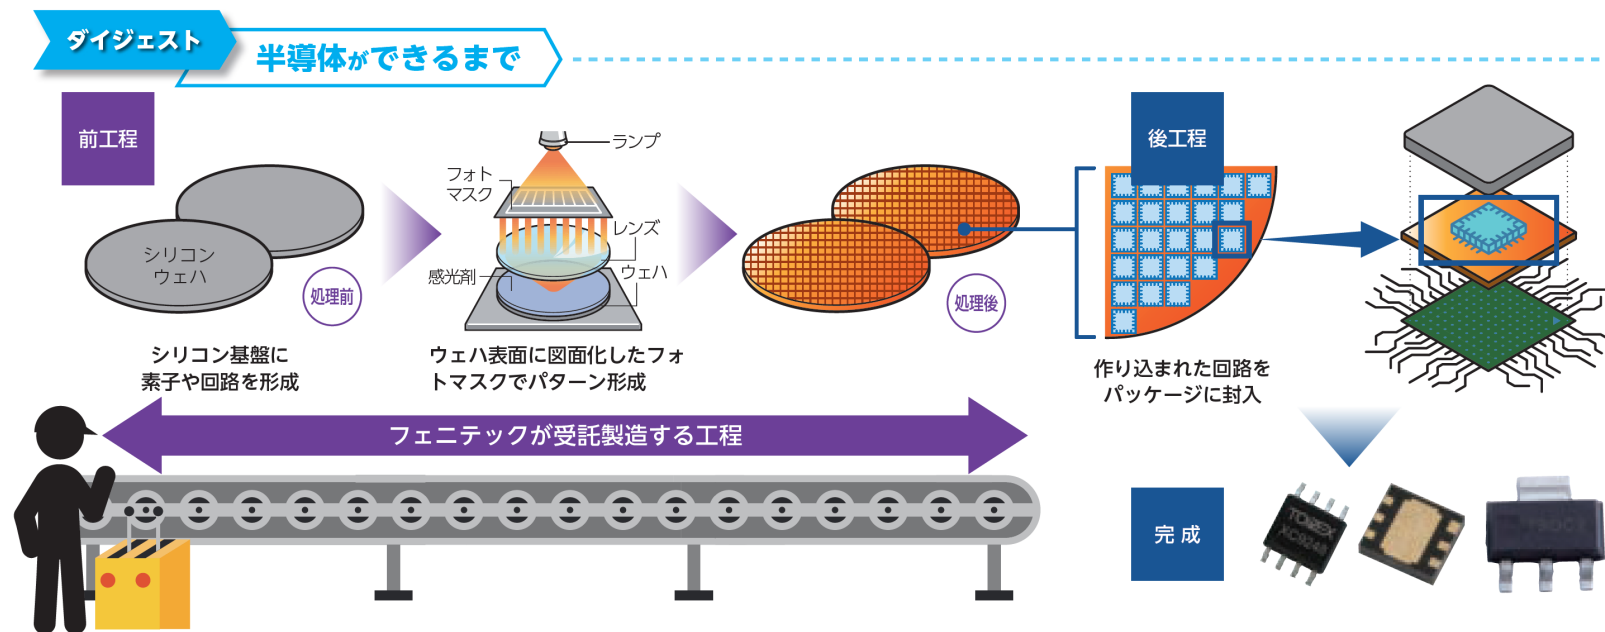 ダイジェスト
半導体ができるまで
前工程
シリコン
ウェハ
処理前
シリコン基盤に
素子や回路を形成
ランプ
フォト
マスク
レンズ
感光剤
ウェハ
ウェハ表面に図面化したフォ
トマスクでパターン形成
処理後
後工程
作り込まれた回路を
パッケージに封入
フェニテックが受託製造する工程
完成
TOREX